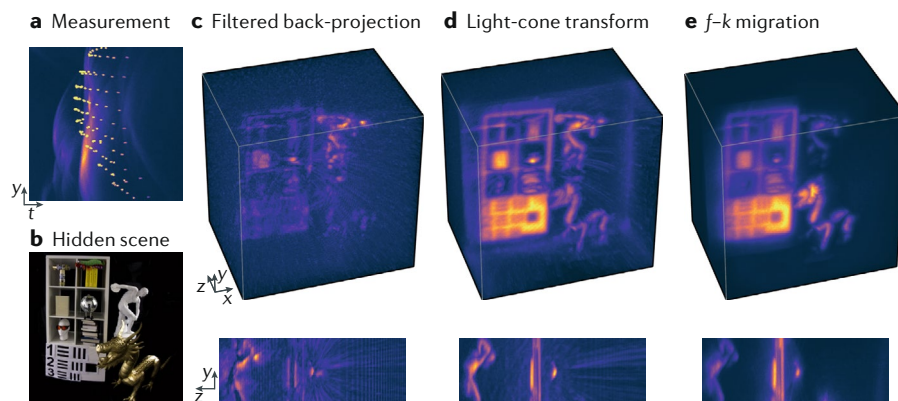 a Measurement
c Filtered back-projection
d Light-cone transform
e f–k migration
y
t
b Hidden scene
z y x
1
2
3
y
z